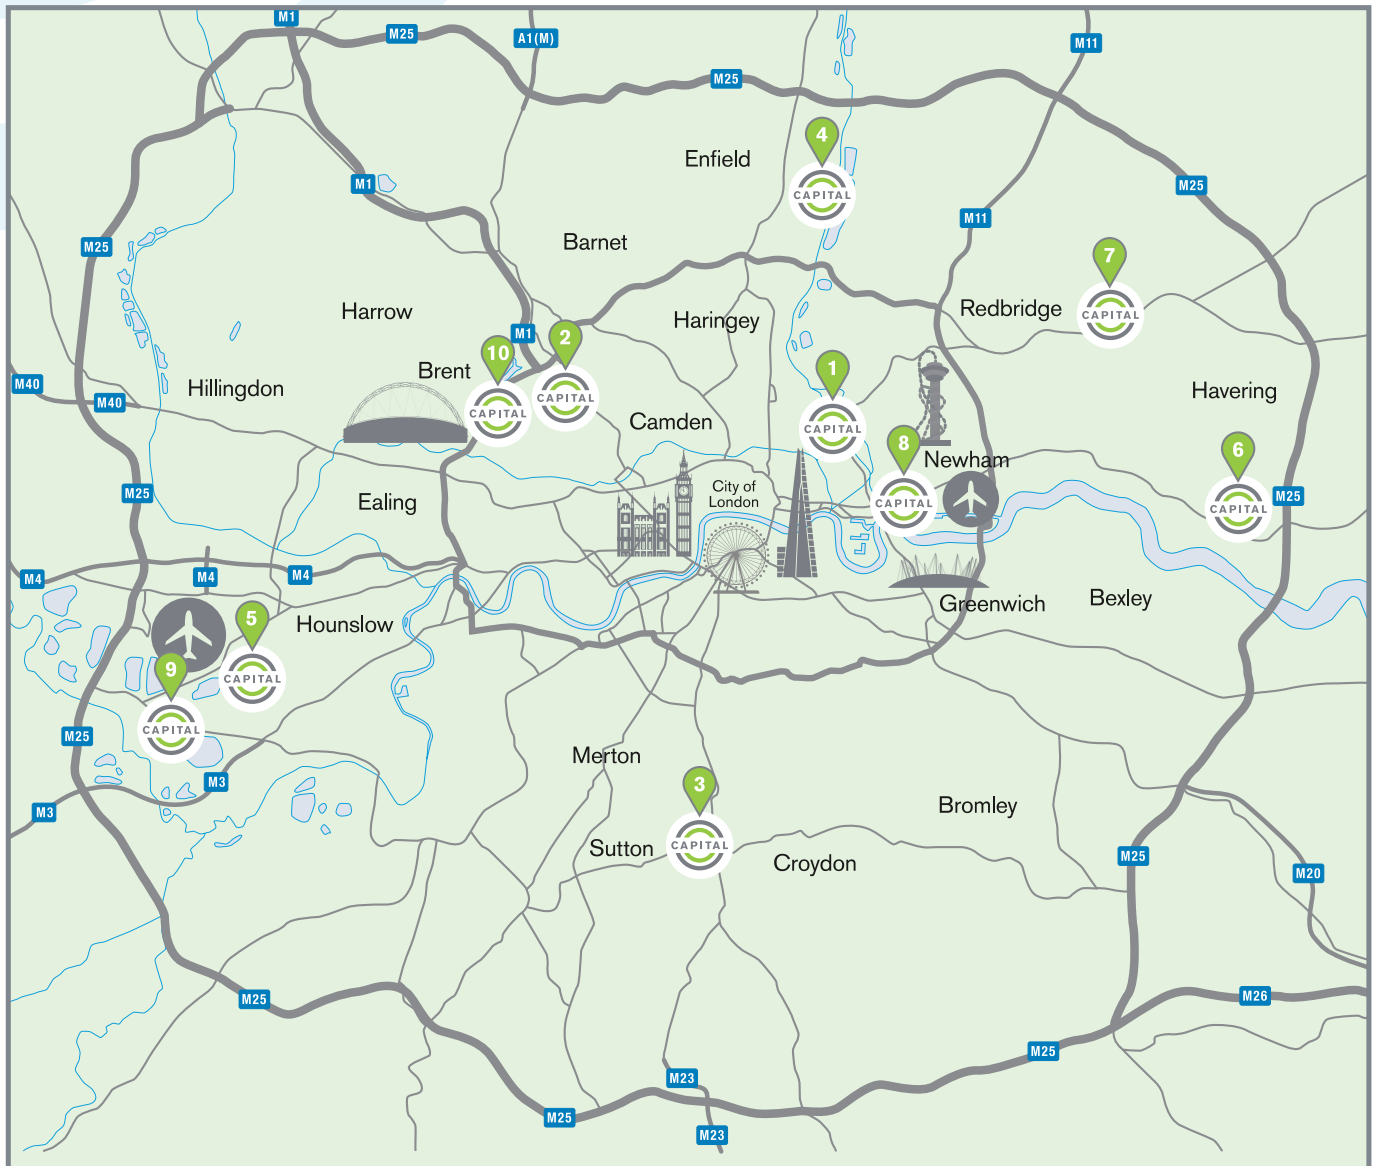 M1
M25
A1(M)
M11
M25
4
Enfield
M1
M25
M11
Barnet
M25
7
Redbridge
CAPITAL
Harrow
Haringey
CAPITAL
M1
2
10
Brent
1
M40
Hillingdon
Havering
M40
CAPITAL
CAPITAL
Camden
CAPITAL
8
6
Newham
M25
City of
London
M25
Ealing
CAPITAL
CAPITAL
M4
M4
M4
Greenwich
Bexley
5
Hounslow
9
CAPITAL
CAPITAL
M25
Merton
M3
3
M3
Bromley
Sutton
CAPITAL
Croydon
M25
M20
M25
M26
M25
M23
M25
M23